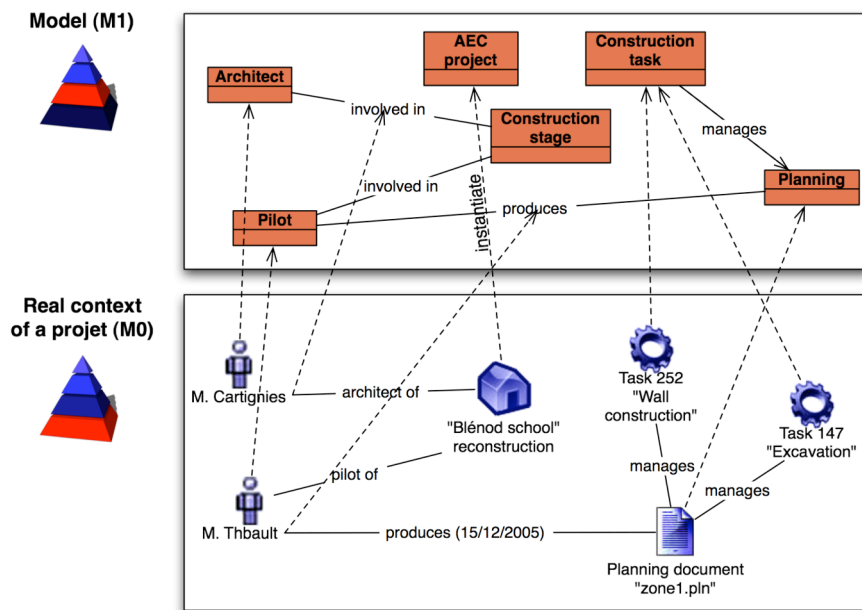 Model (M1)
AEC
project
Construction
task
Architect
involved in
Construction
stage
manages
involved in
Planning
Pilot
produces
instantiate
Real context
of a projet (M0)
M. Cartignies
architect of
"Blénod school"
reconstruction
Task 252
"Wall
construction"
Task 147
"Excavation"
pilot of
manages
manages
M. Thbault
produces (15/12/2005)
Planning document
"zone1.pln"